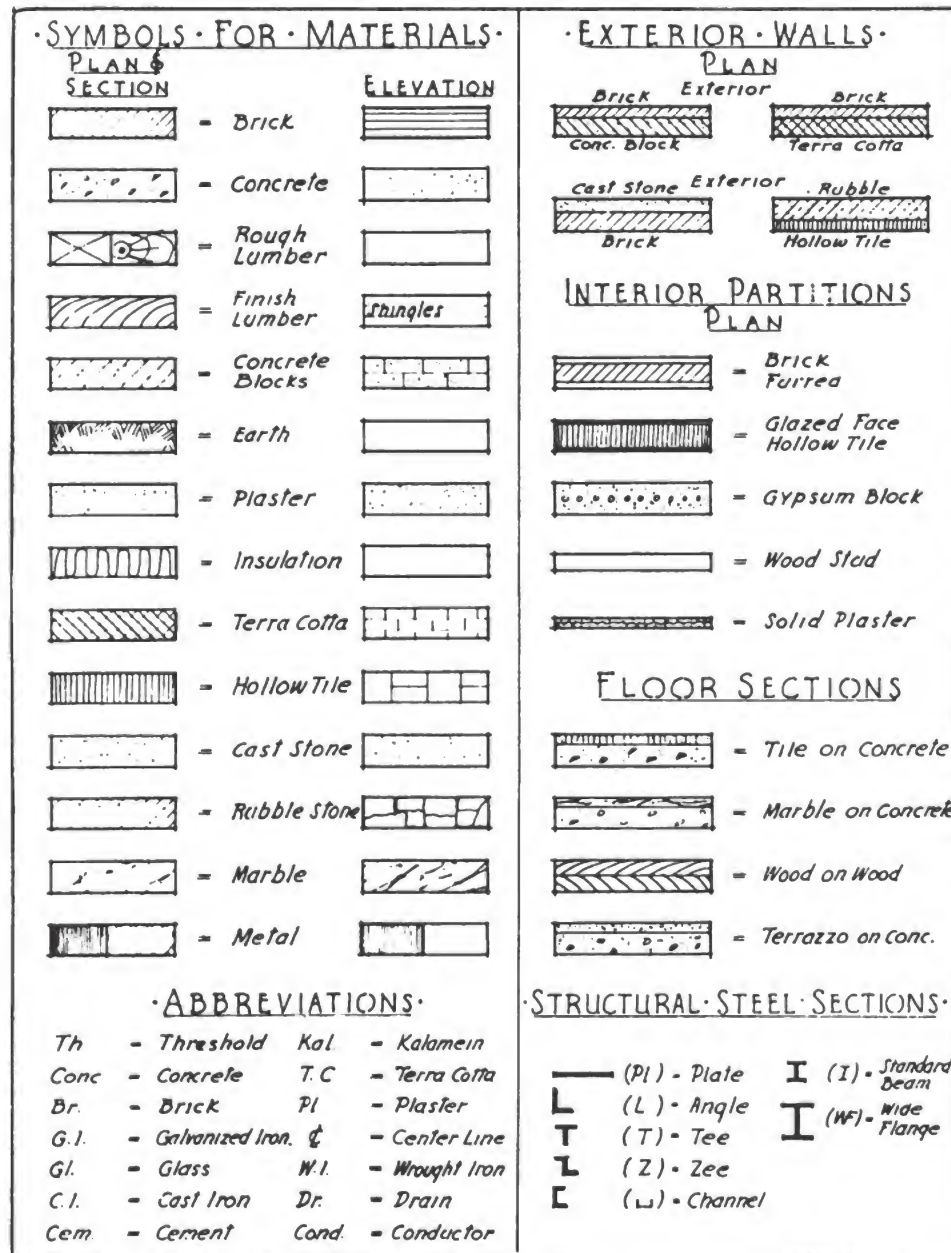 ·SYMBOLS·FOR·MATERIALS·
PLAN &
SECTION
ELEVATION
= Brick
= Concrete
= Rough
Lumber
= Finish
Lumber
Shingles
= Concrete
Blocks
= Earth
= Plaster
= Insulation
= Terra Cotta
= Hollow Tile
= Cast Stone
= Rubble Stone
= Marble
= Metal
·ABBREVIATIONS·
Th - Threshold Kal. - Kalamein
Conc - Concrete T.C - Terra Cotta
Br. - Brick Pl - Plaster
G.I. - Galvanized Iron. ℄ - Center Line
Gl. - Glass W.I. - Wrought Iron
C.I. - Cast Iron Dr. - Drain
Cem. - Cement Cond. - Conductor
·EXTERIOR·WALLS·
PLAN
Brick Exterior Brick
Conc. Block Terra Cotta
Cast Stone Exterior Rubble
Brick Hollow Tile
INTERIOR PARTITIONS
PLAN
= Brick
Furred
= Glazed Face
Hollow Tile
= Gypsum Block
= Wood Stud
= Solid Plaster
FLOOR SECTIONS
= Tile on Concrete
= Marble on Concrete
= Wood on Wood
= Terrazzo on Conc.
·STRUCTURAL·STEEL·SECTIONS·
(Pl) - Plate (I) - Standard
Beam
(L) - Angle (WF) - Wide
Flange
(T) - Tee
(Z) - Zee
(⊔) - Channel